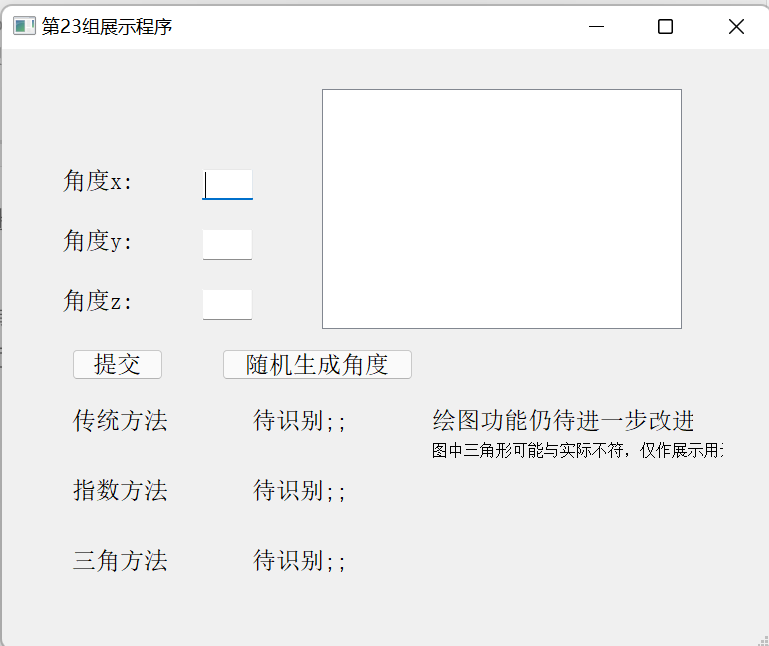 第23组展示程序
角度x:
角度y:
角度z:
提交 随机生成角度
传统方法 待识别;; 绘图功能仍待进一步改进
图中三角形可能与实际不符，仅作展示用
指数方法 待识别;;
三角方法 待识别;;